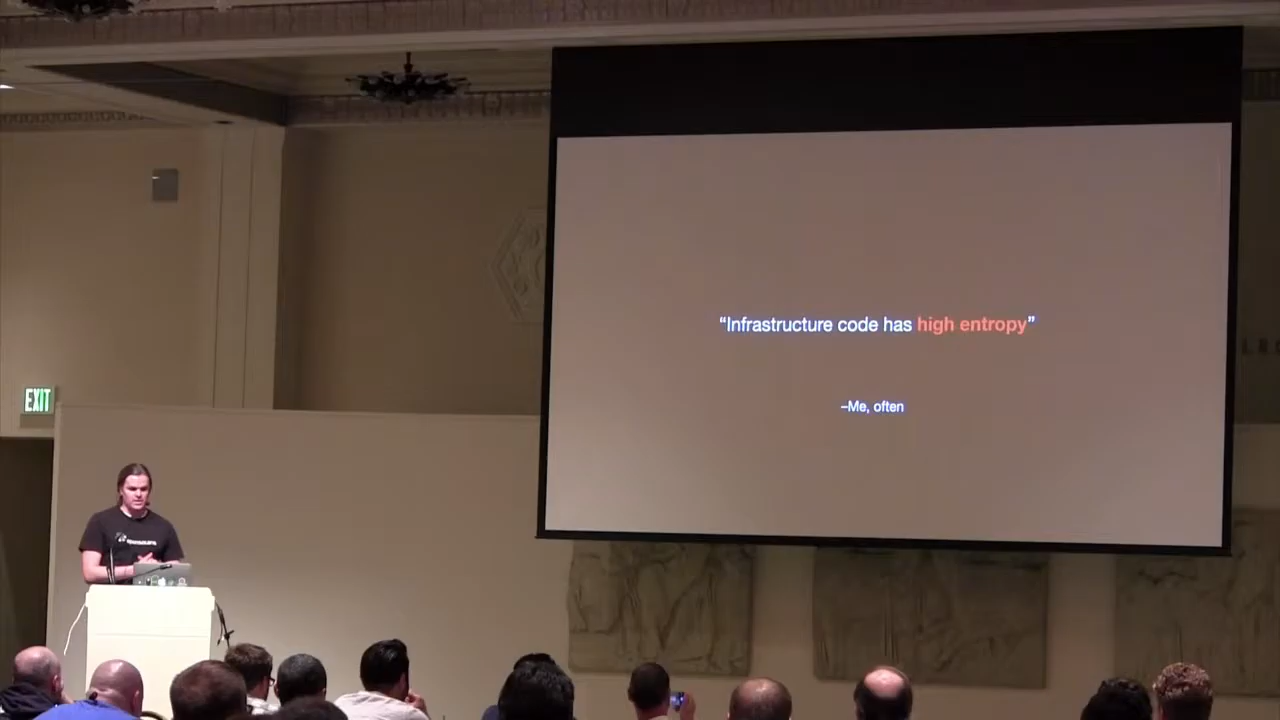 “Infrastructure code has high entropy”
–Me, often
EXIT